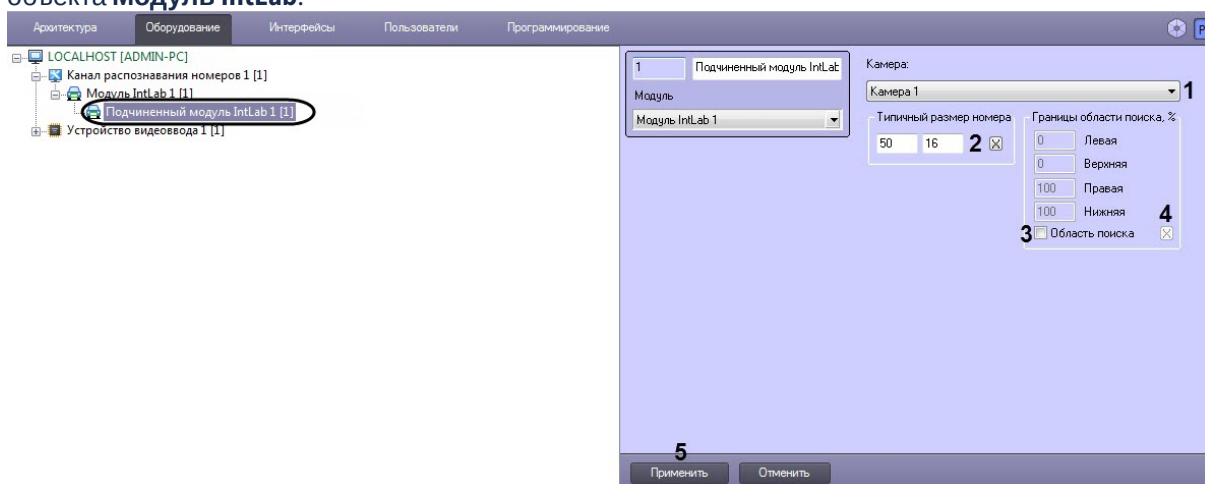 объекта Модуль IntLab.
Архитектура Оборудование Интерфейсы Пользователи Программирование
LOCALHOST [ADMIN-PC]
Канал распознавания номеров 1 [1]
Модуль IntLab 1 [1]
Подчиненный модуль IntLab 1 [1]
Устройство видеоввода 1 [1]
1 Подчиненный модуль IntLab
Модуль
Модуль IntLab 1
Камера:
Камера 1 1
Типичный размер номера
50 16 2
Границы области поиска, %
0 Левая
0 Верхняя
100 Правая
100 Нижняя 4
3 Область поиска
5
Применить Отменить